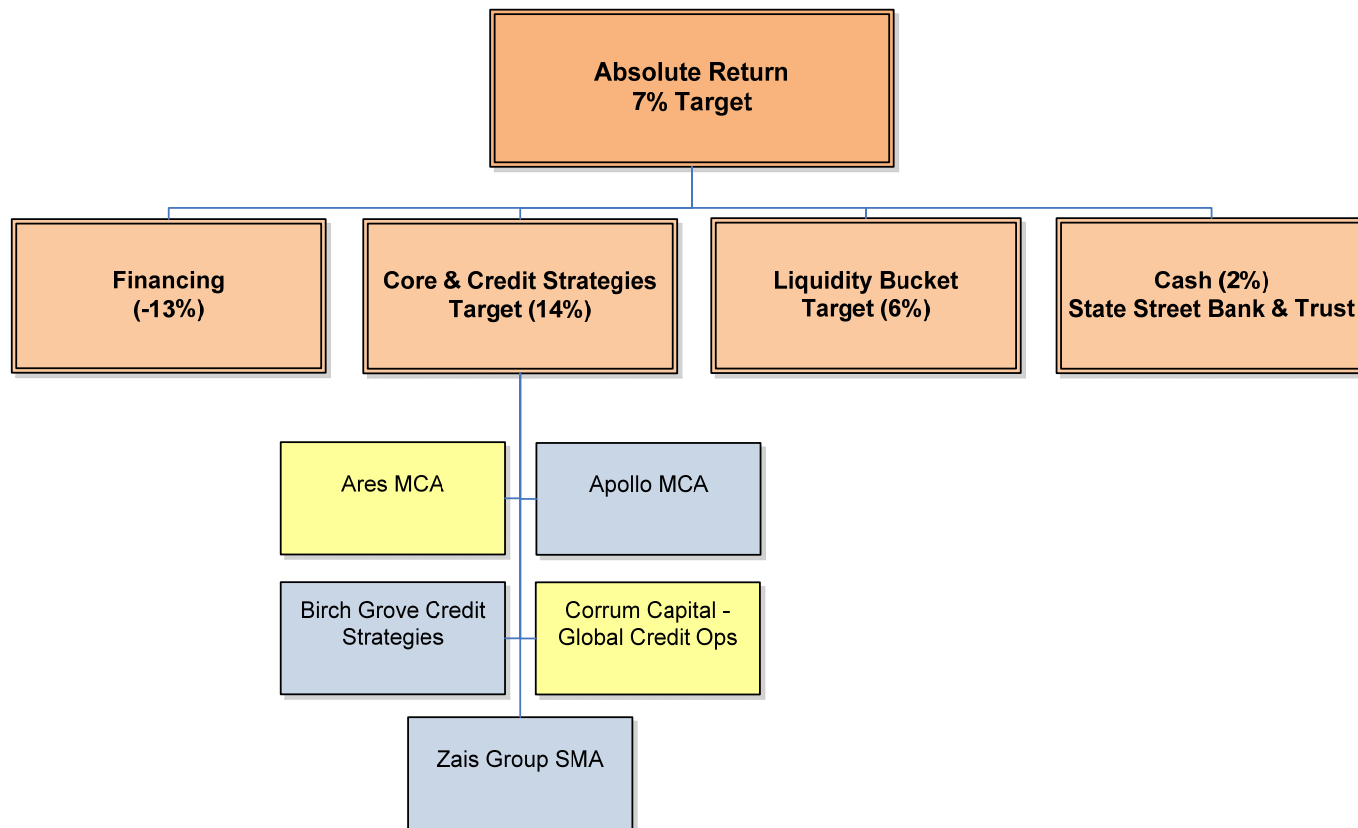 Absolute Return
7% Target
Financing
(-13%)
Core & Credit Strategies
Target (14%)
Liquidity Bucket
Target (6%)
Cash (2%)
State Street Bank & Trust
Ares MCA
Apollo MCA
Birch Grove Credit
Strategies
Corrum Capital -
Global Credit Ops
Zais Group SMA